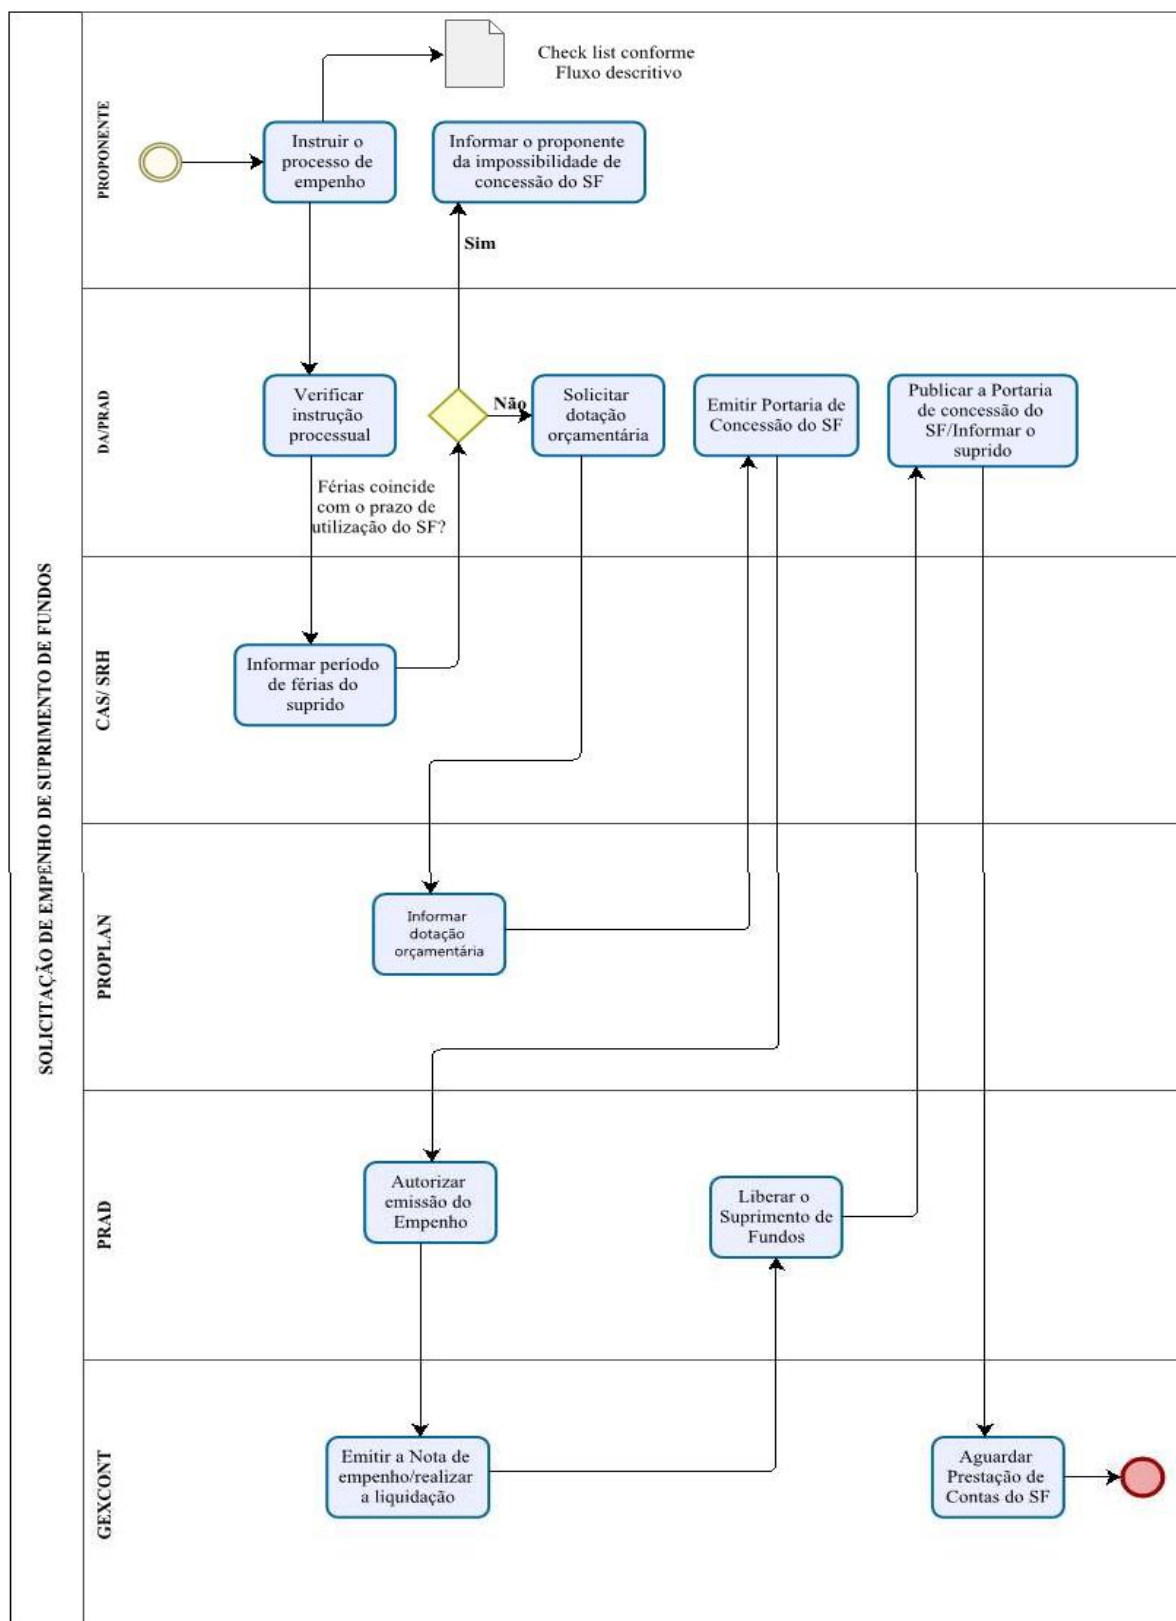 SOLICITAÇÃO DE EMPENHO DE SUPRIMENTO DE FUNDOS
PROPONENTE
Check list conforme
Fluxo descritivo
Instruir o
processo de
empenho
Informar o proponente
da impossibilidade de
concessão do SF
Sim
DA/PRAD
Verificar
instrução
processual
Não
Solicitar
dotação
orçamentária
Emitir Portaria de
Concessão do SF
Publicar a Portaria
de concessão do
SF/Informar o
suprido
Férias coincide
com o prazo de
utilização do SF?
CAS/ SRH
Informar período
de férias do
suprido
PROPLAN
Informar
dotação
orçamentária
PRAD
Autorizar
emissão do
Empenho
Liberar o
Suprimento de
Fundos
GEXCONT
Emitir a Nota de
empenho/realizar
a liquidação
Aguardar
Prestação de
Contas do SF